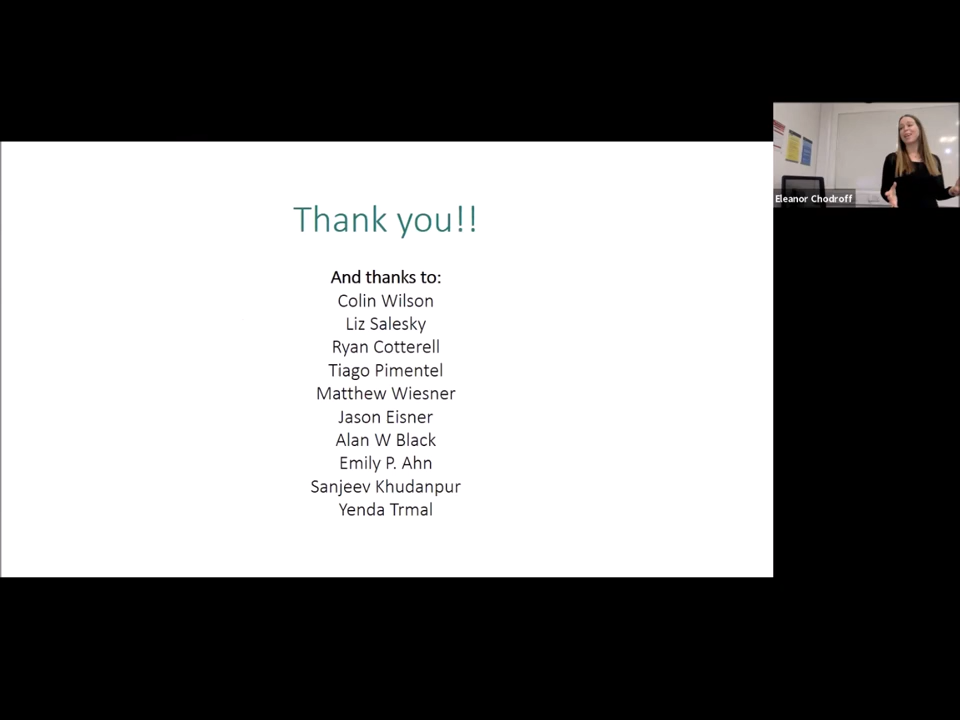 Thank you!!
And thanks to:
Colin Wilson
Liz Salesky
Ryan Cotterell
Tiago Pimentel
Matthew Wiesner
Jason Eisner
Alan W Black
Emily P. Ahn
Sanjeev Khudanpur
Yenda Trmal
Eleanor Chodroff